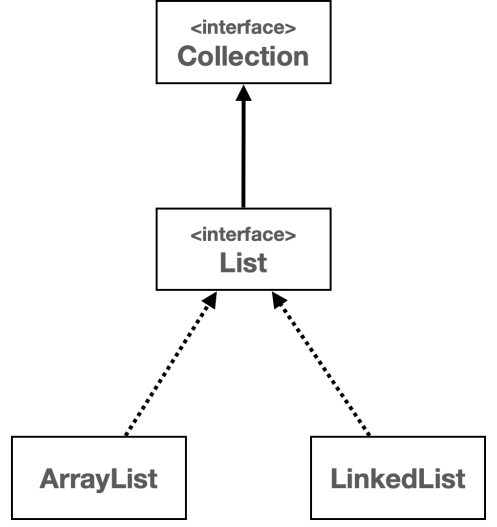 <interface>
Collection
<interface>
List
ArrayList
LinkedList